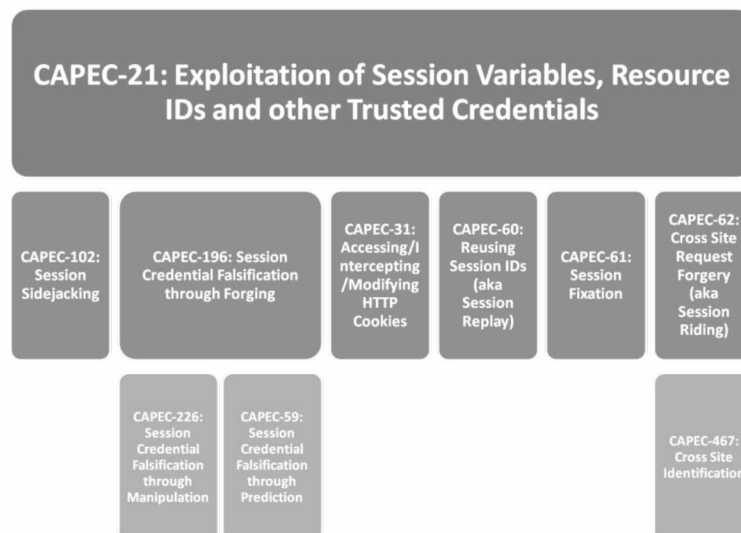 CAPEC-21: Exploitation of Session Variables, Resource
IDs and other Trusted Credentials
CAPEC-102:
Session
Sidejacking
CAPEC-196: Session
Credential Falsification
through Forging
CAPEC-31:
Accessing/I
ntercepting
/Modifying
HTTP
Cookies
CAPEC-60:
Reusing
Session IDs
(aka
Session
Replay)
CAPEC-61:
Session
Fixation
CAPEC-62:
Cross Site
Request
Forgery
(aka
Session
Riding)
CAPEC-226:
Session
Credential
Falsification
through
Manipulation
CAPEC-59:
Session
Credential
Falsification
through
Prediction
CAPEC-467:
Cross Site
Identification